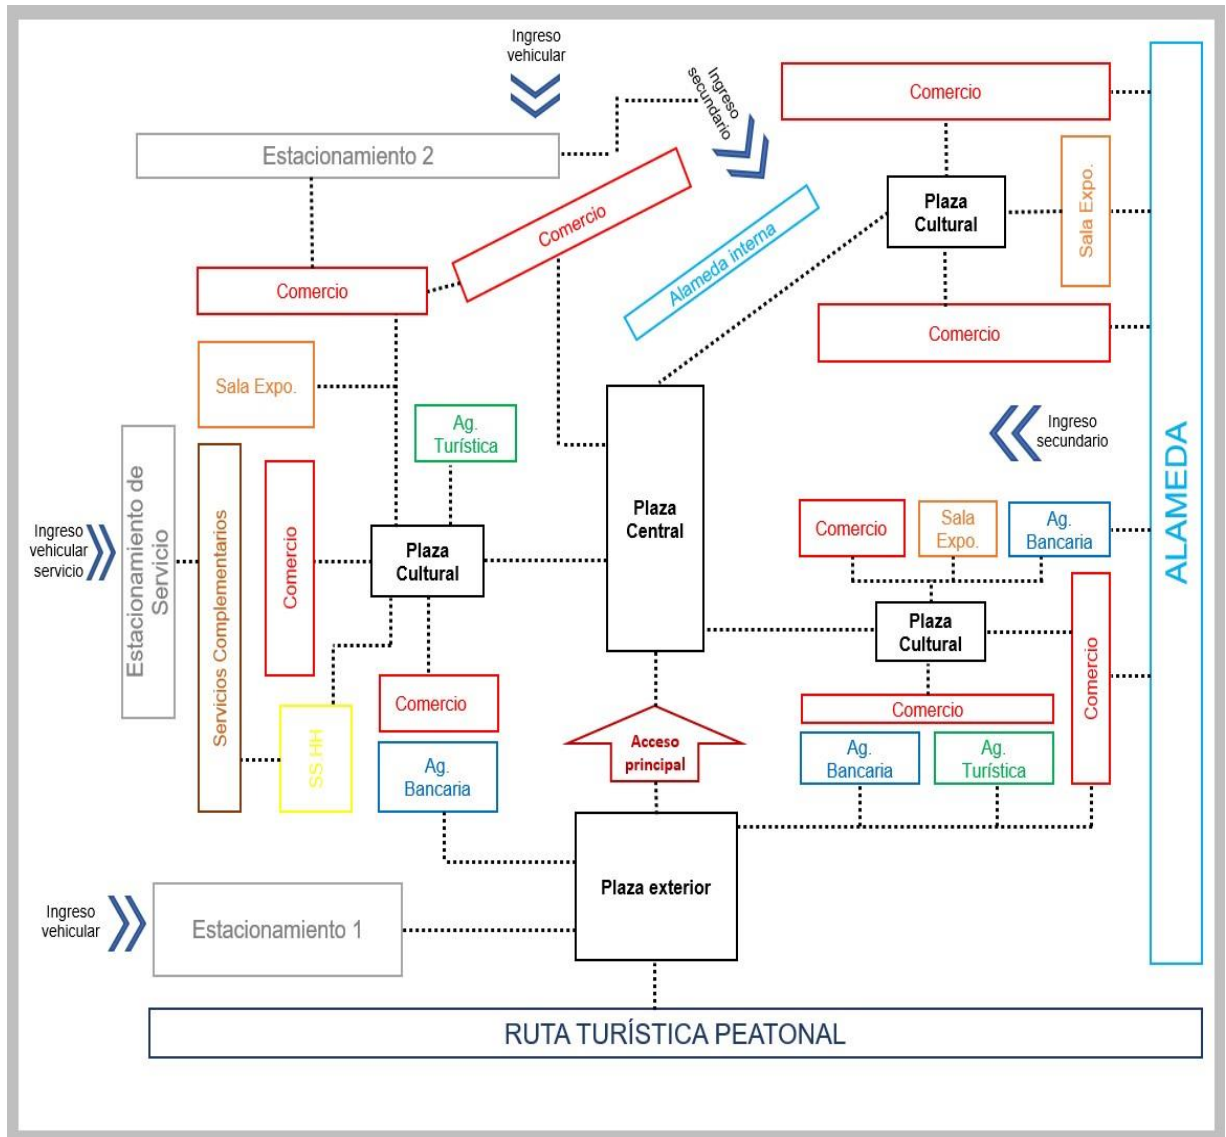 Ingreso
vehicular
Ingreso
secundario
Comercio
Estacionamiento 2
Comercio
Sala Expo.
Plaza
Cultural
Alameda interna
Comercio
Comercio
Sala Expo.
Ag.
Turística
Ingreso
secundario
ALAMEDA
Estacionamiento de
Servicio
Servicios Complementarios
Comercio
Ingreso
vehicular
servicio
Plaza
Cultural
Plaza
Central
Comercio
Sala
Expo.
Ag.
Bancaria
Plaza
Cultural
Comercio
Comercio
SS HH
Comercio
Ag.
Bancaria
Acceso
principal
Ag.
Bancaria
Ag.
Turística
Plaza exterior
Ingreso
vehicular
Estacionamiento 1
RUTA TURÍSTICA PEATONAL